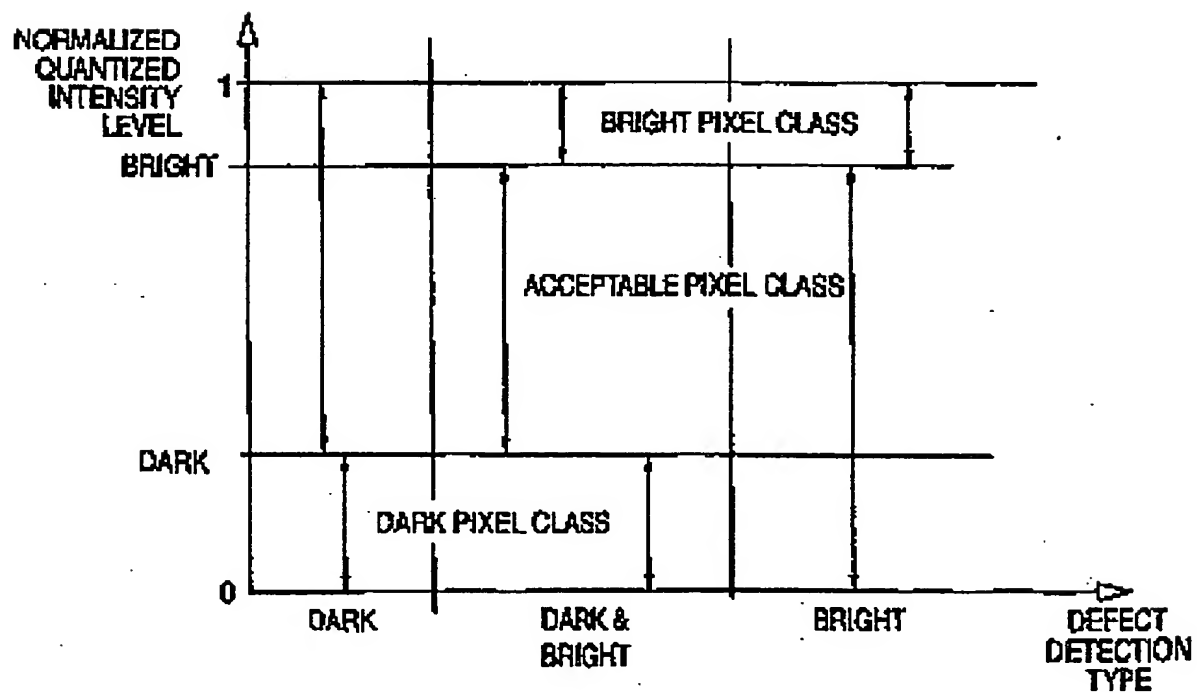 NORMALIZED
QUANTIZED
INTENSITY
LEVEL
1
BRIGHT PIXEL CLASS
BRIGHT
ACCEPTABLE PIXEL CLASS
DARK
DARK PIXEL CLASS
0
DARK
DARK &
BRIGHT
BRIGHT
DEFECT
DETECTION
TYPE